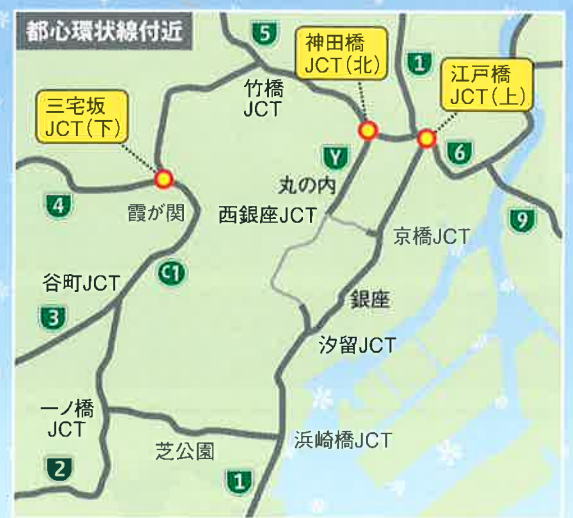 都心環状線付近
5
神田橋
JCT(北)
1
江戸橋
JCT(上)
竹橋
JCT
三宅坂
JCT(下)
Y
6
丸の内
4
霞が関
西銀座JCT
京橋JCT
9
谷町JCT
C1
銀座
3
汐留JCT
一ノ橋
JCT
芝公園
浜崎橋JCT
2
1